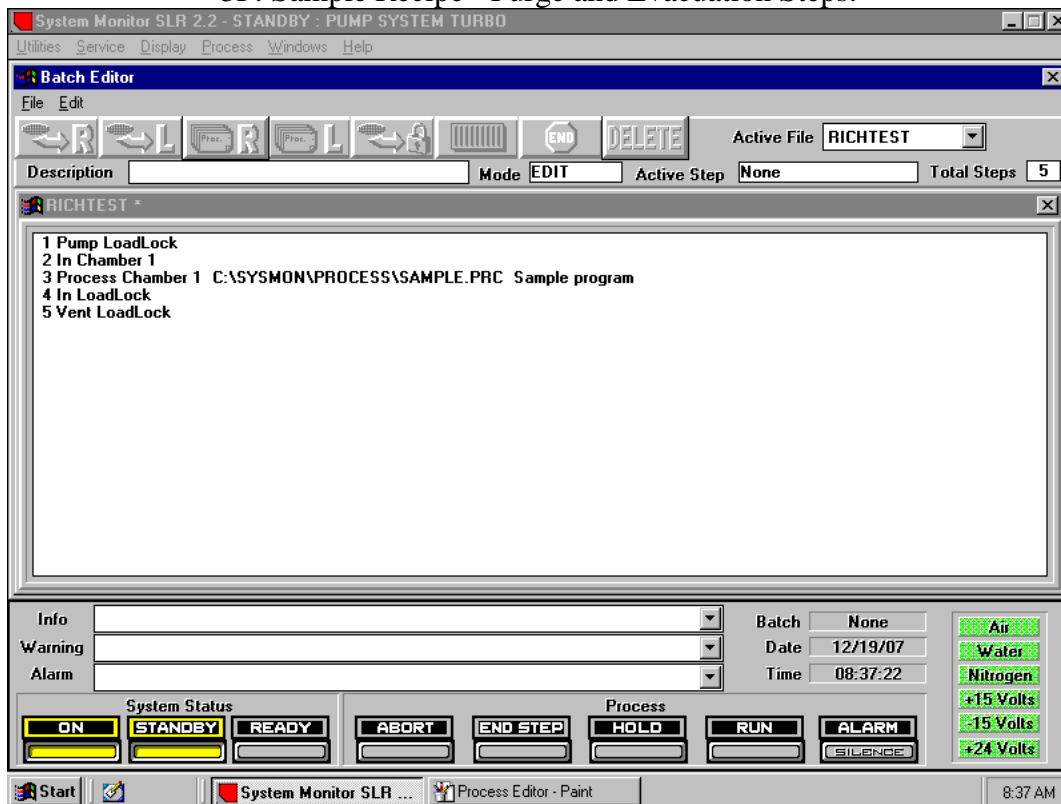 System Monitor SLR 2.2 - STANDBY : PUMP SYSTEM TURBO
Utilities Service Display Process Windows Help
Batch Editor
File Edit
R L Proc. R Proc. L END DELETE Active File RICHTEST
Description Mode EDIT Active Step None Total Steps 5
RICHTEST *
1 Pump LoadLock
2 In Chamber 1
3 Process Chamber 1 C:\SYSMON\PROCESS\SAMPLE.PRC Sample program
4 In LoadLock
5 Vent LoadLock
Info Batch None Air
Warning Date 12/19/07 Water
Alarm Time 08:37:22 Nitrogen
System Status Process +15 Volts
ON STANDBY READY ABORT END STEP HOLD RUN ALARM -15 Volts
SILENCE +24 Volts
Start System Monitor SLR ... Process Editor - Paint 8:37 AM